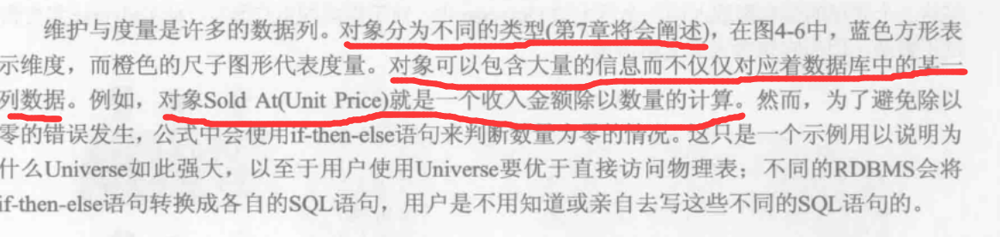 维护与度量是许多的数据列。对象分为不同的类型(第7章将会阐述)，在图4-6中，蓝色方形表
示维度，而橙色的尺子图形代表度量。对象可以包含大量的信息而不仅仅对应着数据库中的某一
列数据。例如，对象Sold At(Unit Price)就是一个收入金额除以数量的计算。然而，为了避免除以
零的错误发生，公式中会使用if-then-else语句来判断数量为零的情况。这只是一个示例用以说明为
什么Universe如此强大，以至于用户使用Universe要优于直接访问物理表；不同的RDBMS会将
if-then-else语句转换成各自的SQL语句，用户是不用知道或亲自去写这些不同的SQL语句的。